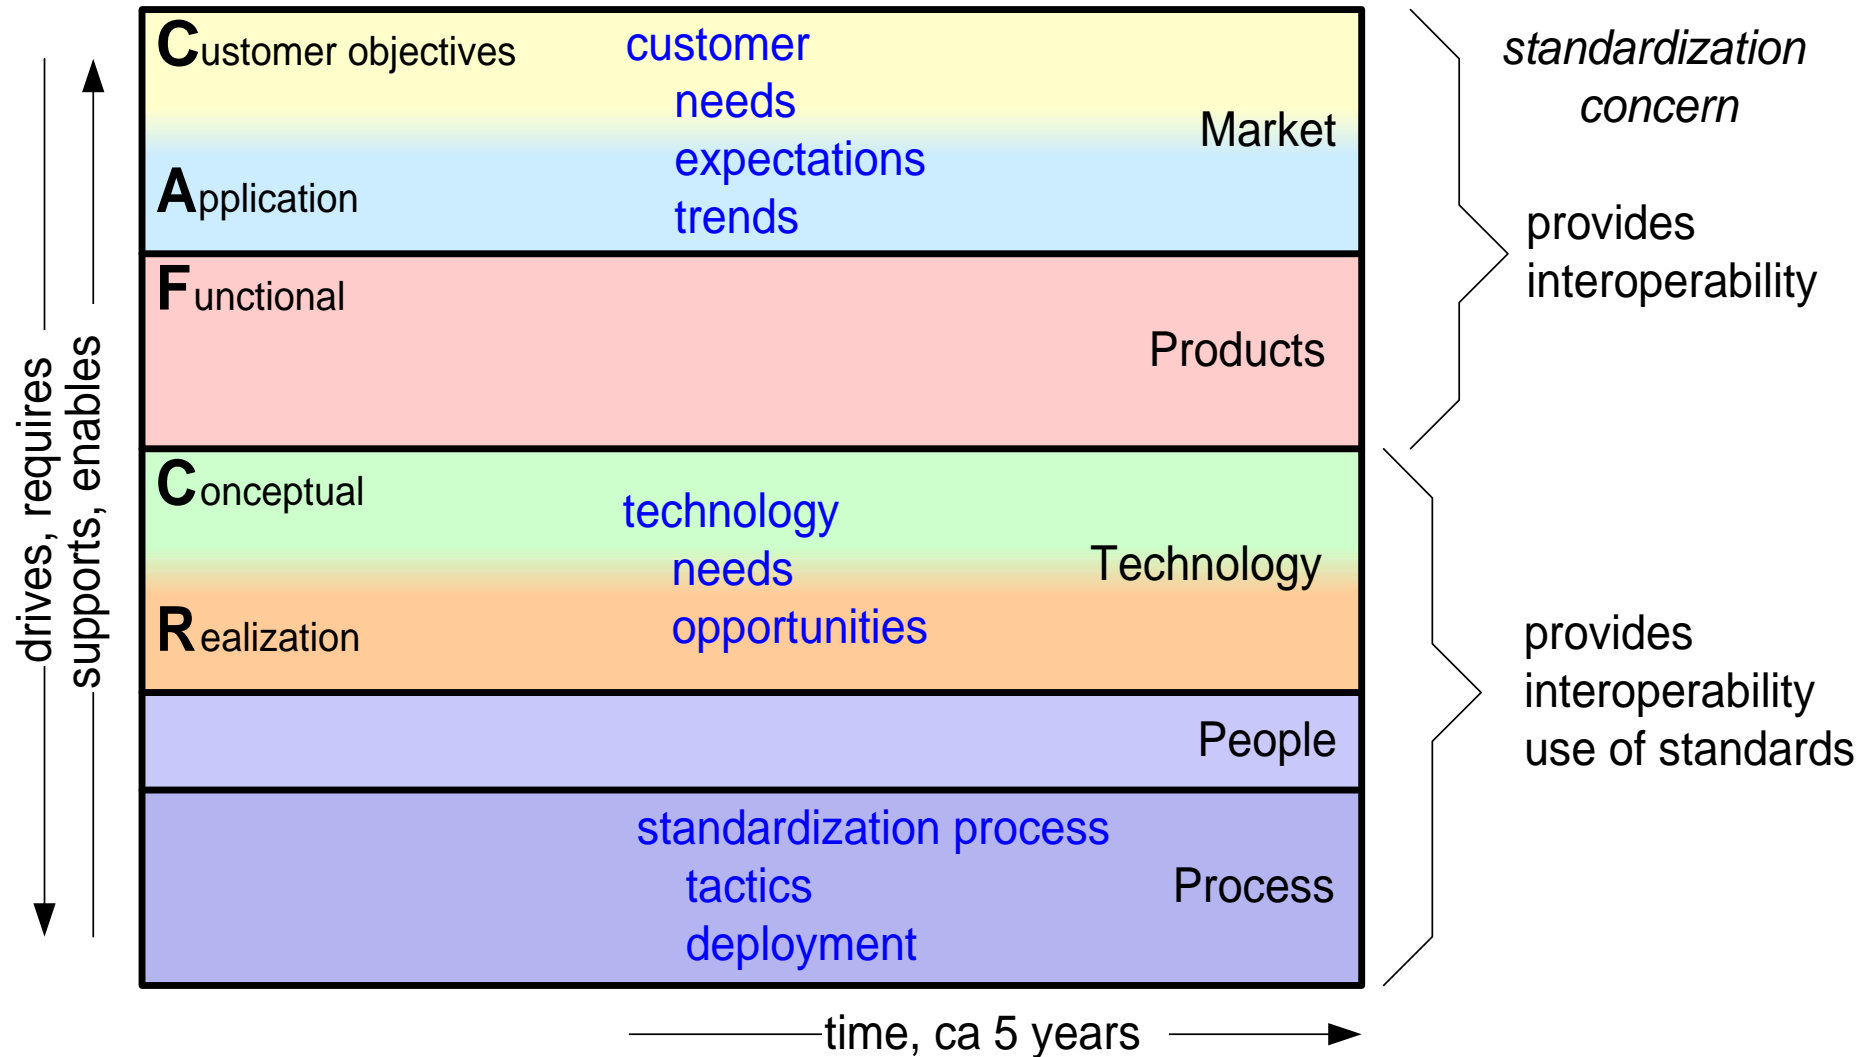 Customer objectives
customer
needs
expectations
trends
Market
Application
Functional
Products
Conceptual
technology
needs
opportunities
Technology
Realization
People
standardization process
tactics
deployment
Process
drives, requires
supports, enables
time, ca 5 years
standardization
concern
provides
interoperability
provides
interoperability
use of standards